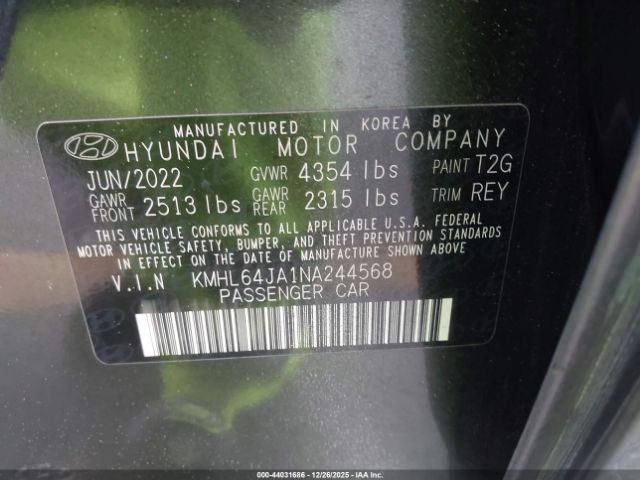 MANUFACTURED IN KOREA BY
HYUNDAI MOTOR COMPANY
JUN/2022 GVWR 4354 lbs PAINT T2G
GAWR FRONT 2513 lbs GAWR REAR 2315 lbs TRIM REY
THIS VEHICLE CONFORMS TO ALL APPLICABLE U.S.A. FEDERAL
MOTOR VEHICLE SAFETY, BUMPER, AND THEFT PREVENTION STANDARDS
IN EFFECT ON THE DATE OF MANUFACTURE SHOWN ABOVE.
V.I.N KMHL64JA1NA244568
PASSENGER CAR
© - 44031686 - 12/26/2025 - IAA Inc.